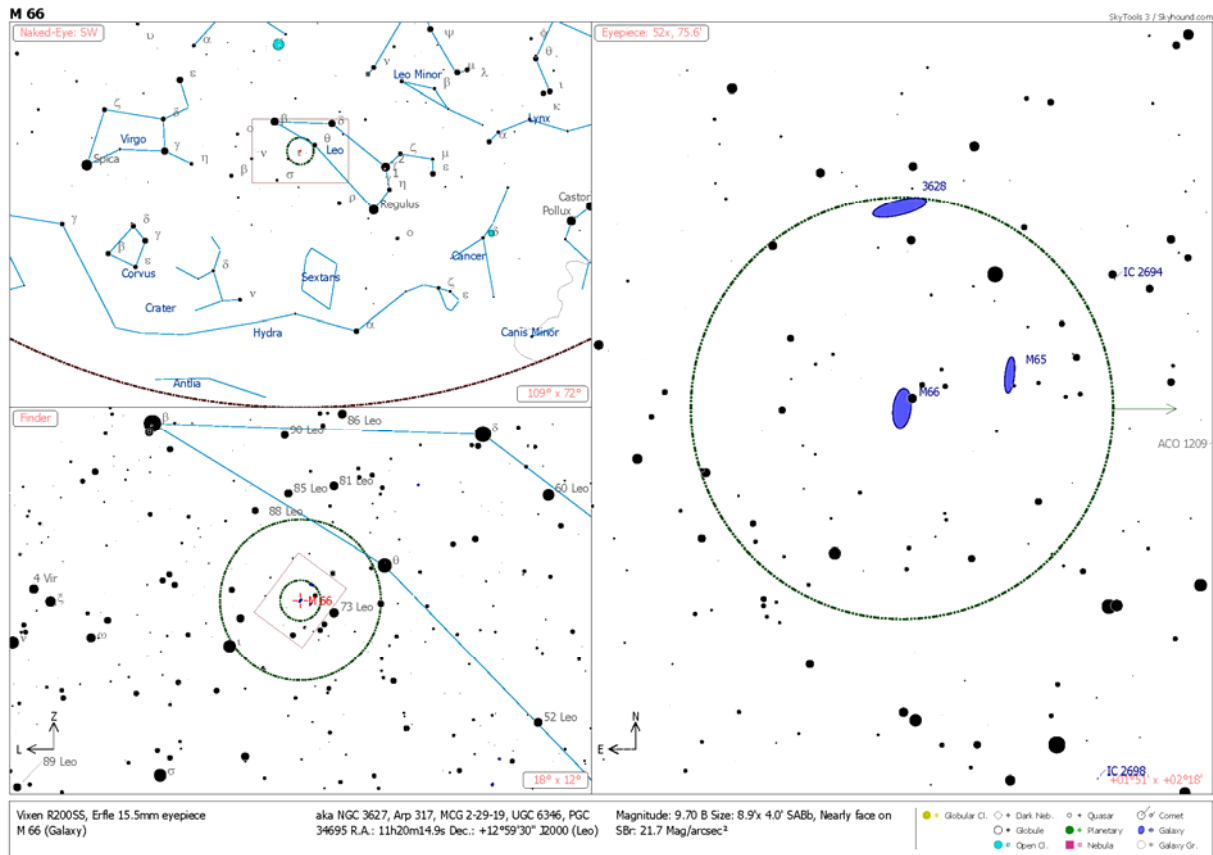 M 66
SkyTools 3 / Skyhound.com
Naked-Eye: SW
υ
α
ε
ζ
δ
Virgo
γ
η
Spica
ν
ψ
μ
λ
Leo Minor
β
φ
θ
ι
κ
Lynx
α
β
δ
ο
θ
Leo
ν
ζ
2
1
μ
ε
γ
η
β
σ
ρ
Regulus
ο
Castor
Pollux
γ
δ
β
γ
ε
Corvus
δ
Crater
ν
Sextans
δ
Cancer
ζ
ε
Hydra
α
Canis Minor
Antlia
109° x 72°
Finder
β
90 Leo
86 Leo
δ
85 Leo
81 Leo
60 Leo
88 Leo
θ
4 Vir
ξ
M 66
73 Leo
ν
ω
ι
52 Leo
Z
L
89 Leo
σ
18° x 12°
Eyepiece: 52x, 75.6'
3628
IC 2694
M65
M66
ACO 1209
N
E
IC 2698
+01°51' x +02°18'
Vixen R200SS, Erfle 15.5mm eyepiece
M 66 (Galaxy)
aka NGC 3627, Arp 317, MCG 2-29-19, UGC 6346, PGC
34695 R.A.: 11h20m14.9s Dec.: +12°59'30" J2000 (Leo)
Magnitude: 9.70 B Size: 8.9'x 4.0' SABb, Nearly face on
SBr: 21.7 Mag/arcsec²
Globular Cl.
Dark Neb.
Quasar
Comet
Globule
Planetary
Galaxy
Open Cl.
Nebula
Galaxy Gr.